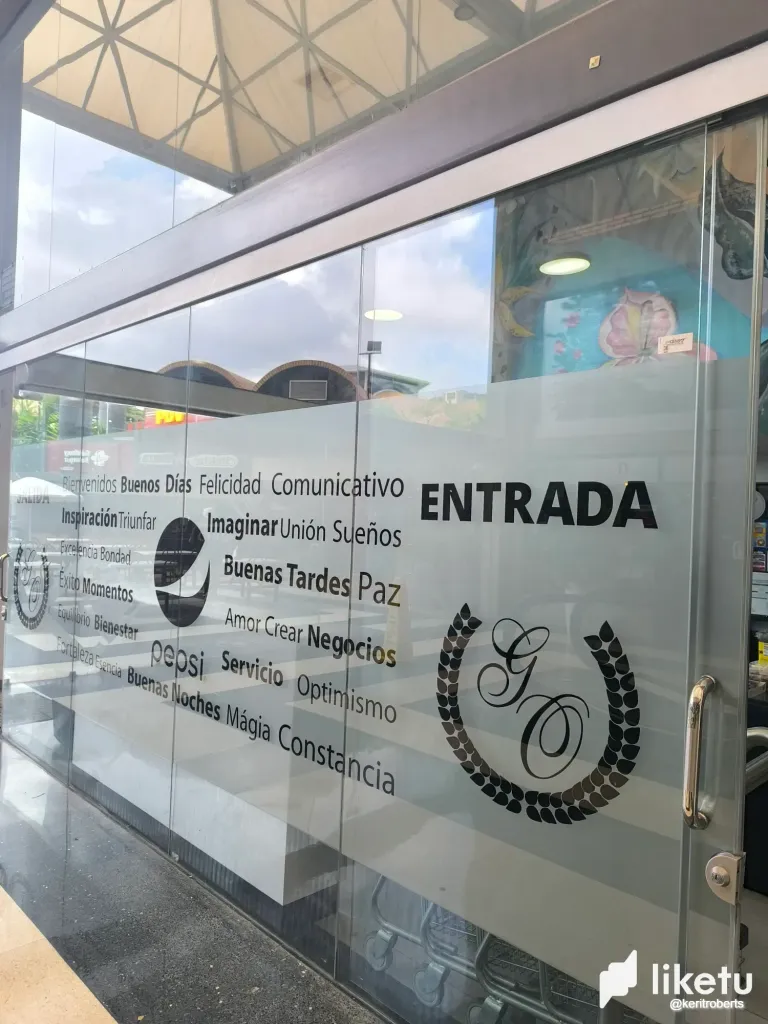 SALIDA
Bienvenidos Buenos Días Felicidad Comunicativo
ENTRADA
Inspiración Triunfar Imaginar Unión Sueños
Excelencia Bondad Buenas Tardes Paz
Éxito Momentos Amor Crear Negocios
Equilibrio Bienestar
pepsi Servicio Optimismo
Fortaleza Esencia Buenas Noches Mágia Constancia
GO
GO
liketu
@keritroberts